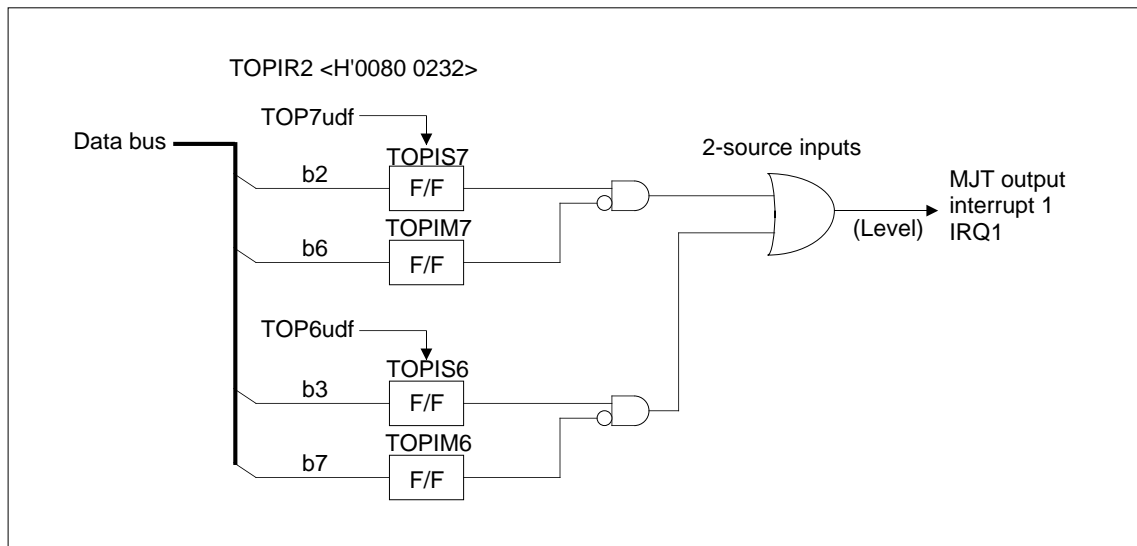 TOPIR2 <H'0080 0232>
TOP7udf
Data bus
TOPIS7
2-source inputs
b2
F/F
MJT output
interrupt 1
IRQ1
(Level)
TOPIM7
b6
F/F
TOP6udf
TOPIS6
b3
F/F
TOPIM6
b7
F/F